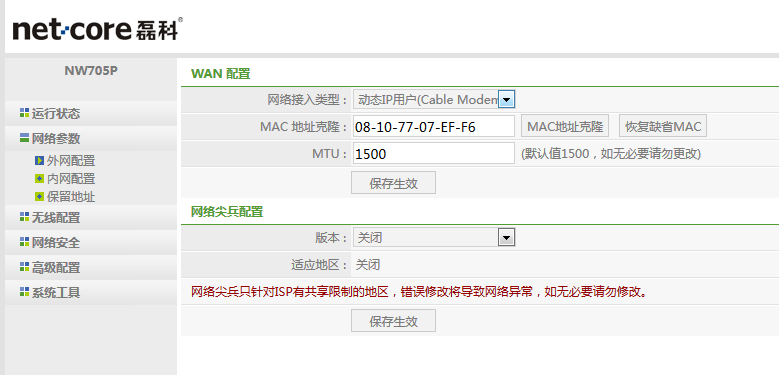 net·core磊科®
NW705P
运行状态
网络参数
外网配置
内网配置
保留地址
无线配置
网络安全
高级配置
系统工具
WAN 配置
网络接入类型： 动态IP用户(Cable Modem
MAC 地址克隆： 08-10-77-07-EF-F6 MAC地址克隆 恢复缺省MAC
MTU： 1500 (默认值1500，如无必要请勿更改)
保存生效
网络尖兵配置
版本： 关闭
适应地区： 关闭
网络尖兵只针对ISP有共享限制的地区，错误修改将导致网络异常，如无必要请勿修改。
保存生效